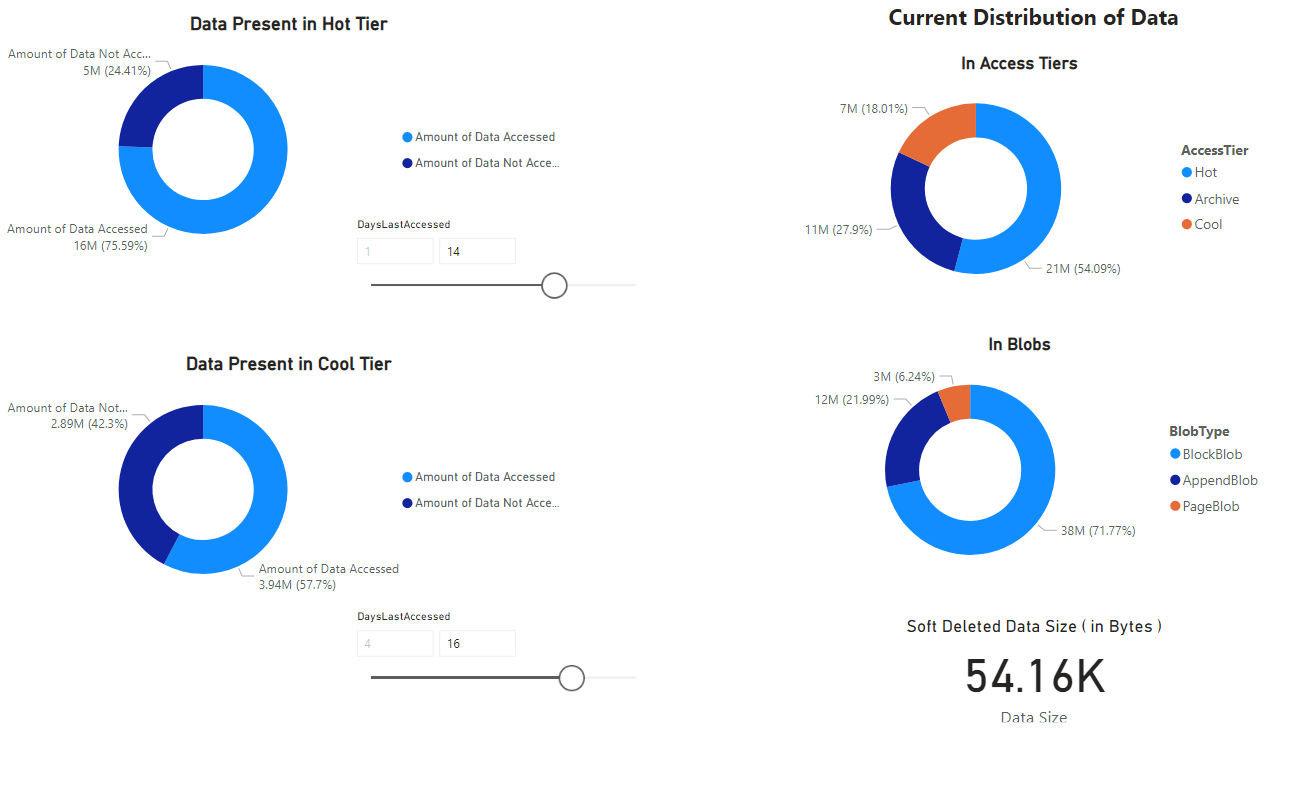 Data Present in Hot Tier
Amount of Data Not Acc...
5M (24.41%)
Amount of Data Accessed
16M (75.59%)
Amount of Data Accessed
Amount of Data Not Acce...
DaysLastAccessed
1 14
Data Present in Cool Tier
Amount of Data Not...
2.89M (42.3%)
Amount of Data Accessed
3.94M (57.7%)
Amount of Data Accessed
Amount of Data Not Acce...
DaysLastAccessed
4 16
Current Distribution of Data
In Access Tiers
7M (18.01%)
11M (27.9%)
21M (54.09%)
AccessTier
Hot
Archive
Cool
In Blobs
3M (6.24%)
12M (21.99%)
38M (71.77%)
BlobType
BlockBlob
AppendBlob
PageBlob
Soft Deleted Data Size ( in Bytes )
54.16K
Data Size